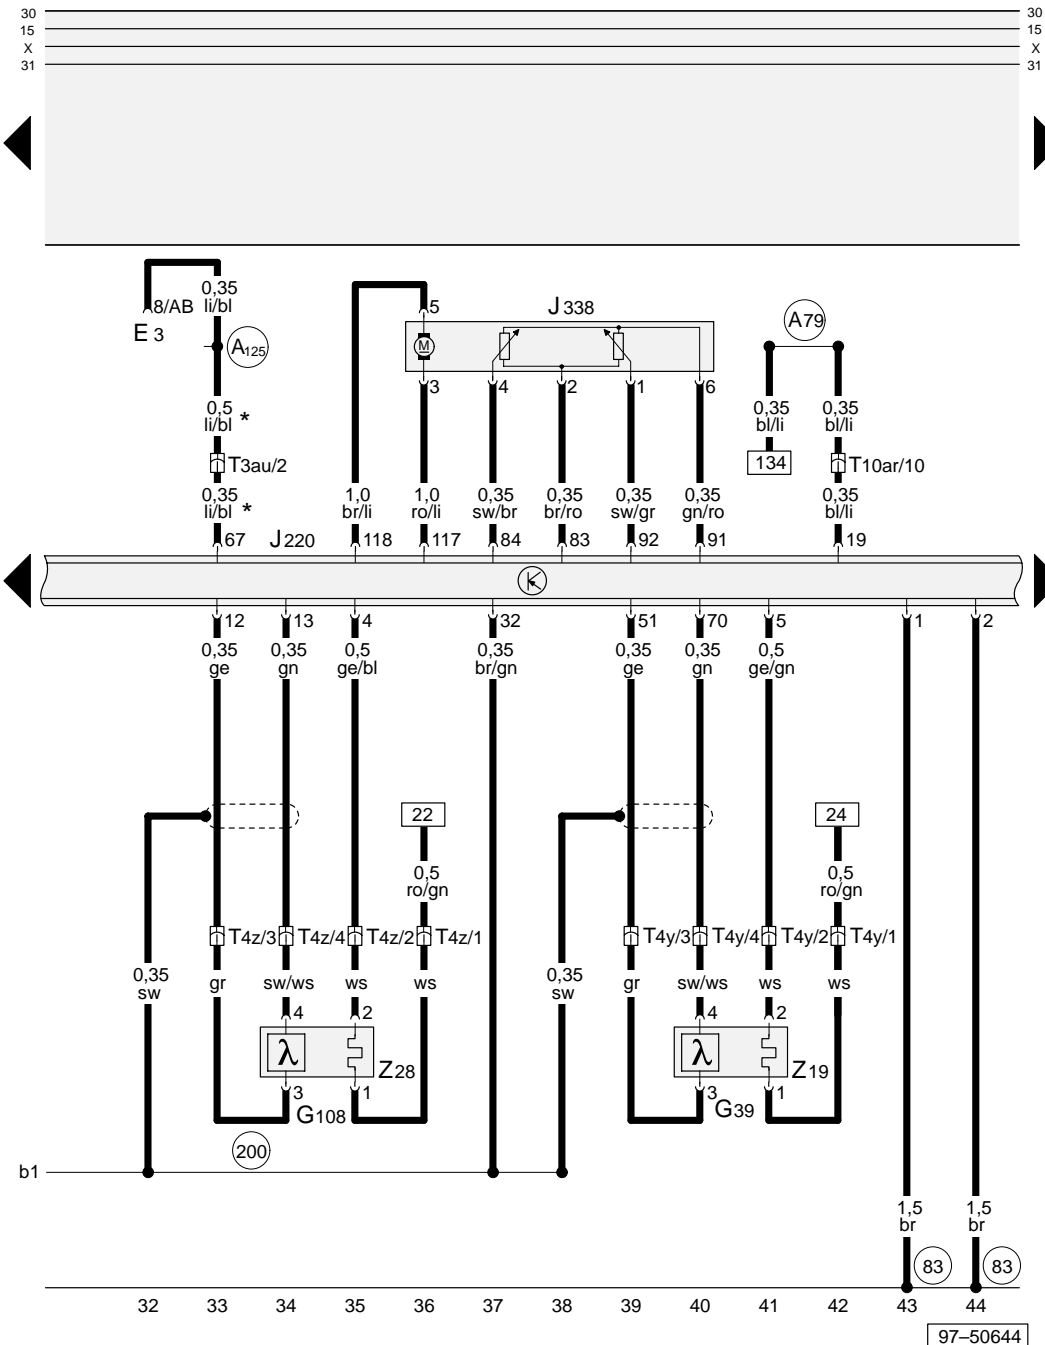 30 30
15 15
X X
31 31
8/AB
E 3
0,35
li/bl
A125
0,5
li/bl *
T3au/2
0,35
li/bl *
67
J 220
5
J 338
M
3 4 2 1 6
A79
0,35
bl/li
0,35
bl/li
134
T10ar/10
1,0
br/li
1,0
ro/li
0,35
sw/br
0,35
br/ro
0,35
sw/gr
0,35
gn/ro
0,35
bl/li
118 117 84 83 92 91 19
12 13 4 32 51 70 5 1 2
0,35
ge
0,35
gn
0,5
ge/bl
0,35
br/gn
0,35
ge
0,35
gn
0,5
ge/gn
22
24
0,5
ro/gn
0,5
ro/gn
T4z/3 T4z/4 T4z/2 T4z/1
T4y/3 T4y/4 T4y/2 T4y/1
0,35
sw
gr sw/ws ws ws
0,35
sw
gr sw/ws ws ws
4 2
4 2
λ
λ
Z28
Z19
3 1
3 1
G108
G39
200
b1
1,5
br
1,5
br
83
83
32 33 34 35 36 37 38 39 40 41 42 43 44
97–50644